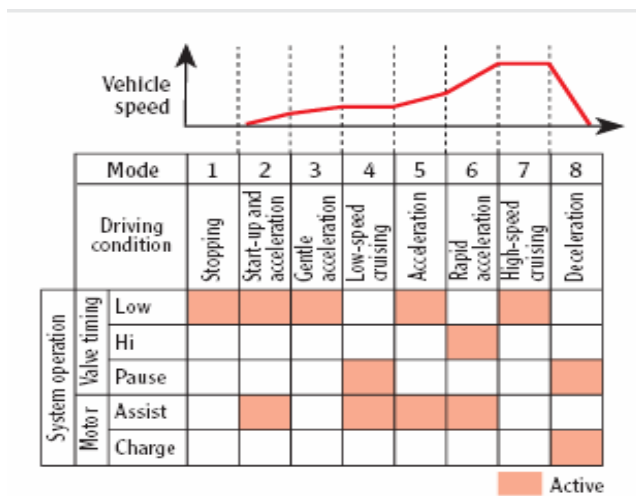 Vehicle
speed
Mode 1 2 3 4 5 6 7 8
Driving
condition
Stopping
Start-up and
acceleration
Gentle
acceleration
Low-speed
cruising
Acceleration
Rapid
acceleration
High-speed
cruising
Deceleration
System operation
Valve timing
Low
Hi
Pause
Motor
Assist
Charge
Active